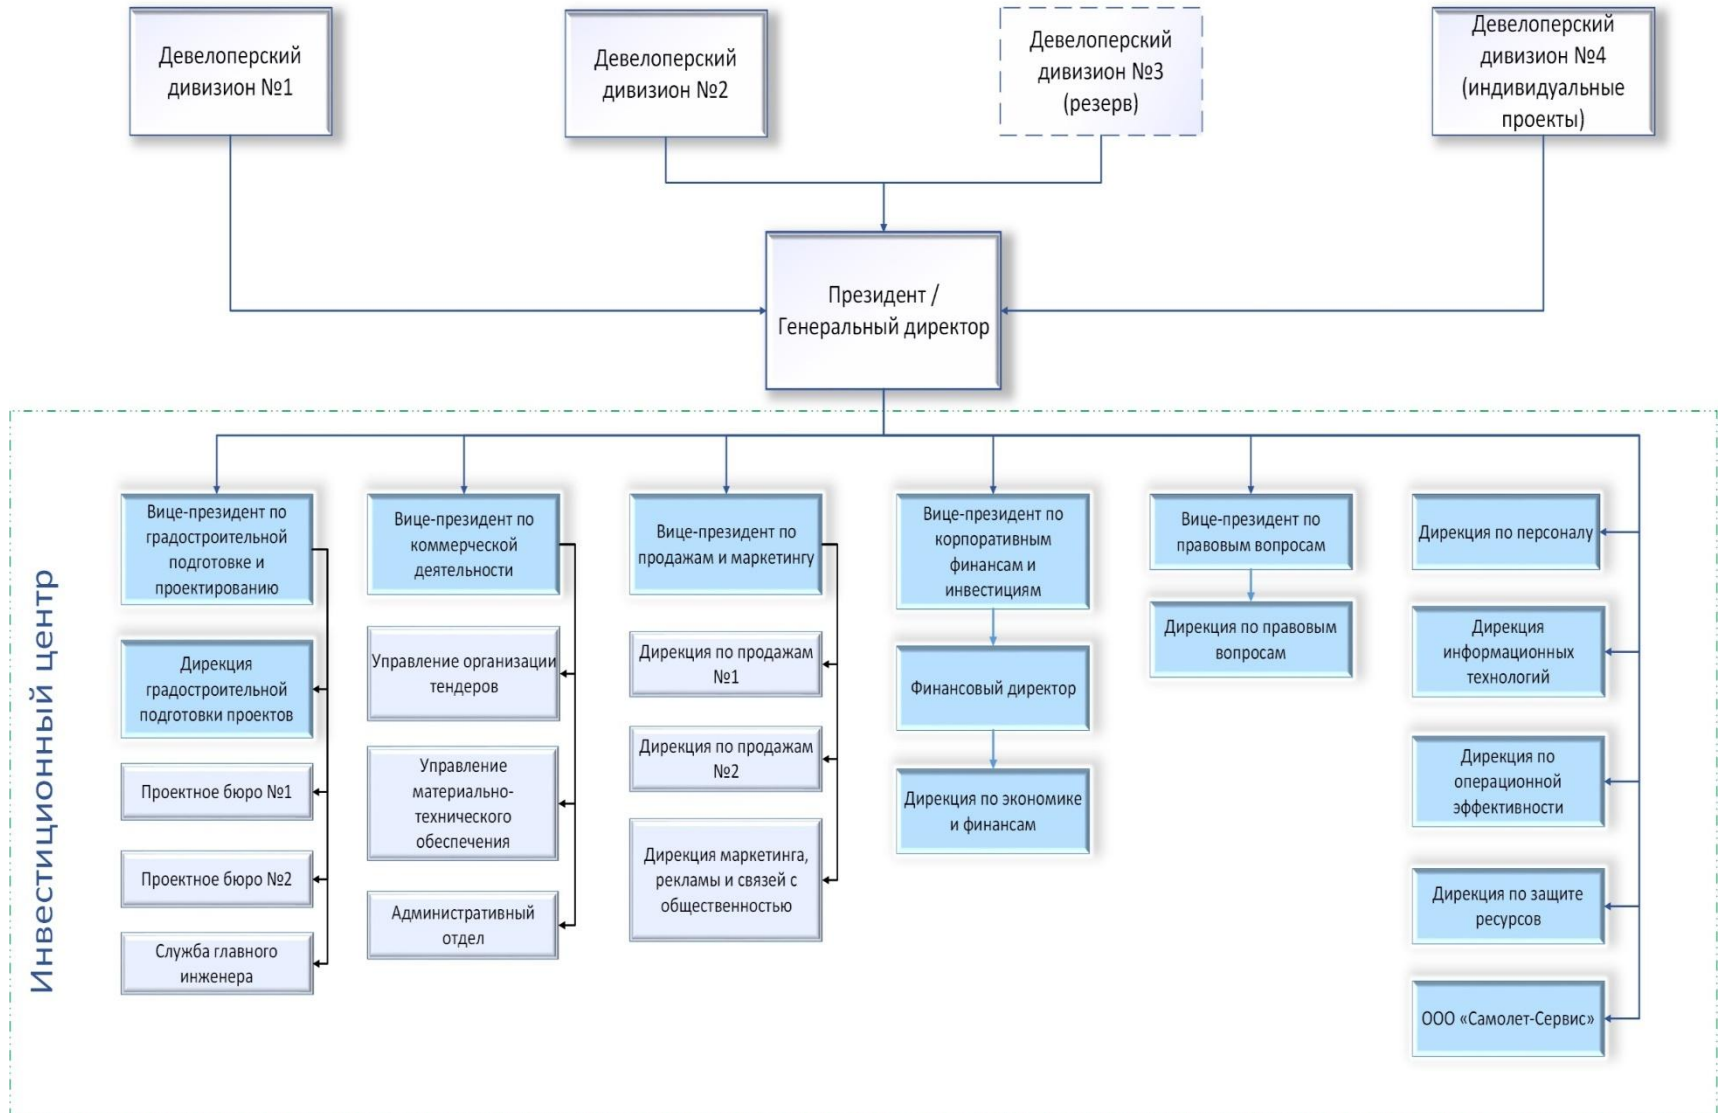 Девелоперский
дивизион №1
Девелоперский
дивизион №2
Девелоперский
дивизион №3
(резерв)
Девелоперский
дивизион №4
(индивидуальные
проекты)
Президент /
Генеральный директор
Инвестиционный центр
Вице-президент по
градостроительной
подготовке и
проектированию
Дирекция
градостроительной
подготовки проектов
Проектное бюро №1
Проектное бюро №2
Служба главного
инженера
Вице-президент по
коммерческой
деятельности
Управление организации
тендеров
Управление
материально-
технического
обеспечения
Административный
отдел
Вице-президент по
продажам и маркетингу
Дирекция по продажам
№1
Дирекция по продажам
№2
Дирекция маркетинга,
рекламы и связей с
общественностью
Вице-президент по
корпоративным
финансам и
инвестициям
Финансовый директор
Дирекция по экономике
и финансам
Вице-президент по
правовым вопросам
Дирекция по правовым
вопросам
Дирекция по персоналу
Дирекция
информационных
технологий
Дирекция по
операционной
эффективности
Дирекция по защите
ресурсов
ООО «Самолет-Сервис»